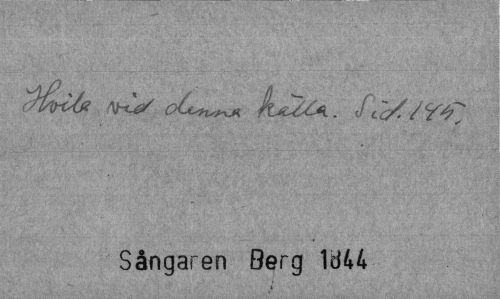 Hvila vid denna källa. Sid. 145.
Sångaren Berg 1844